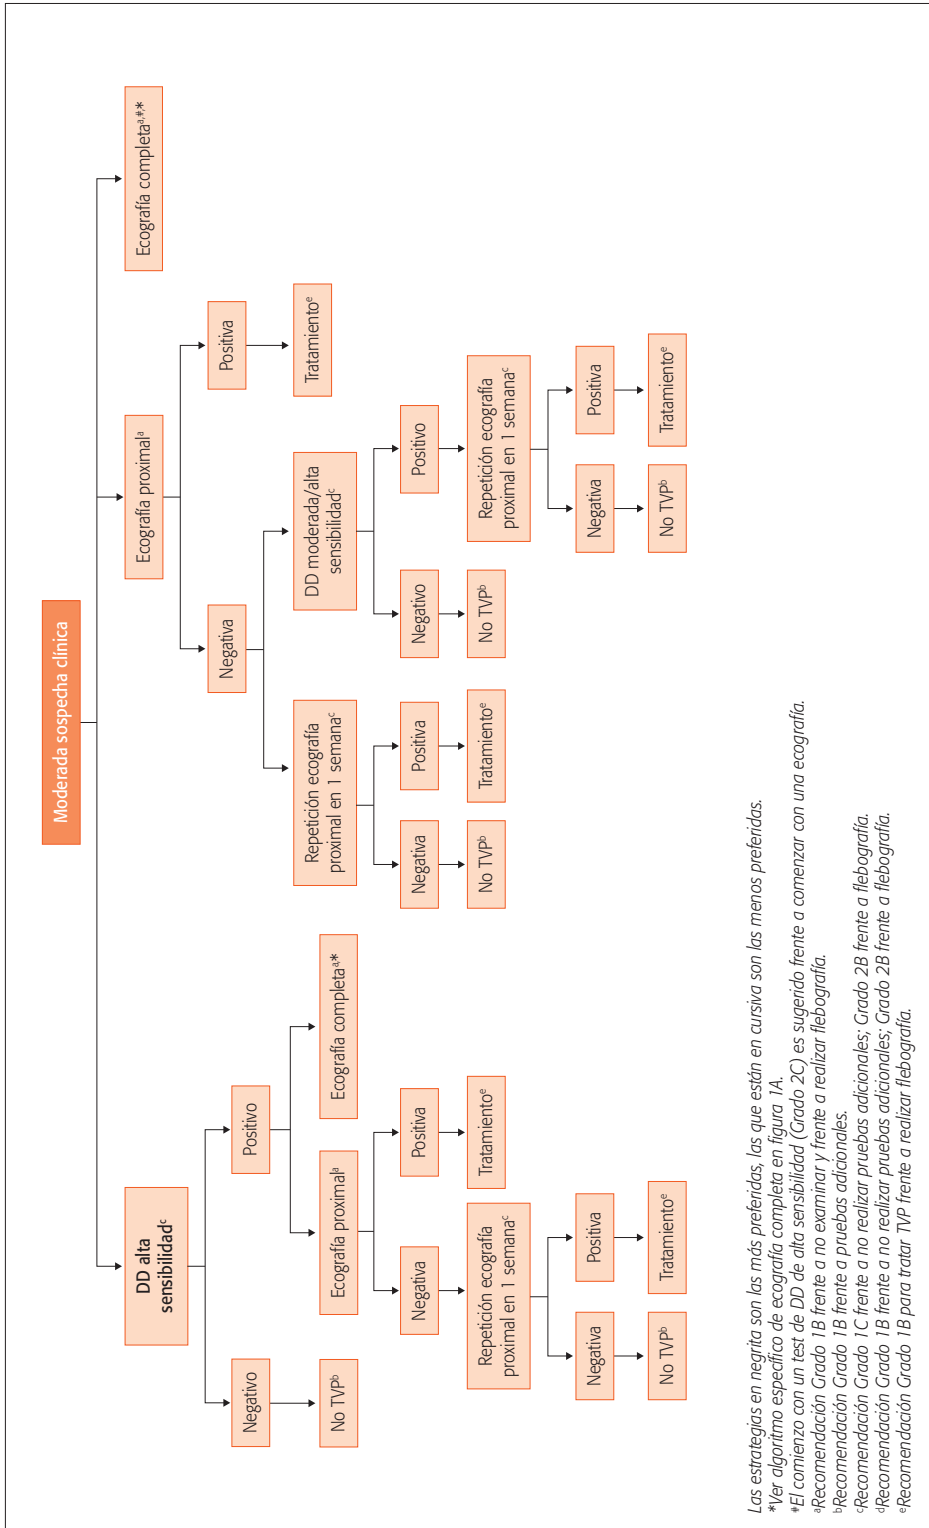 Moderada sospecha clínica
DD alta
sensibilidadᶜ
Ecografía proximalᵃ
Ecografía completaᵃ,#,*
Negativo
Positivo
Negativa
Positiva
No TVPᵇ
Ecografía proximalᵃ
Ecografía completaᵃ,*
Repetición ecografía
proximal en 1 semanaᶜ
DD moderada/alta
sensibilidadᶜ
Tratamientoᵉ
Negativa
Positiva
Negativa
Positiva
Negativo
Positivo
Repetición ecografía
proximal en 1 semanaᶜ
Tratamientoᵉ
No TVPᵇ
Tratamientoᵉ
No TVPᵇ
Repetición ecografía
proximal en 1 semanaᶜ
Negativa
Positiva
Negativa
Positiva
No TVPᵇ
Tratamientoᵉ
No TVPᵇ
Tratamientoᵉ
Las estrategias en negrita son las más preferidas, las que están en cursiva son las menos preferidas.
*Ver algoritmo específico de ecografía completa en figura 1A.
#El comienzo con un test de DD de alta sensibilidad (Grado 2C) es sugerido frente a comenzar con una ecografía.
ᵃRecomendación Grado 1B frente a no examinar y frente a realizar flebografía.
ᵇRecomendación Grado 1B frente a pruebas adicionales.
ᶜRecomendación Grado 1C frente a no realizar pruebas adicionales; Grado 2B frente a flebografía.
ᵈRecomendación Grado 1B frente a no realizar pruebas adicionales; Grado 2B frente a flebografía.
ᵉRecomendación Grado 1B para tratar TVP frente a realizar flebografía.